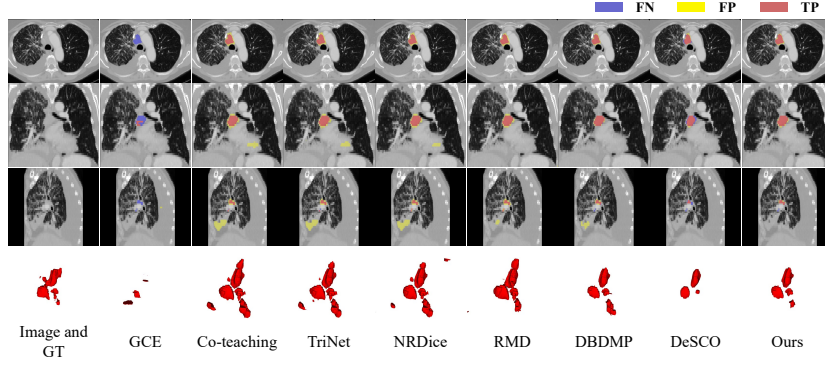 FN FP TP
Image and
GT
GCE Co-teaching TriNet NRDice RMD DBDMP DeSCO Ours